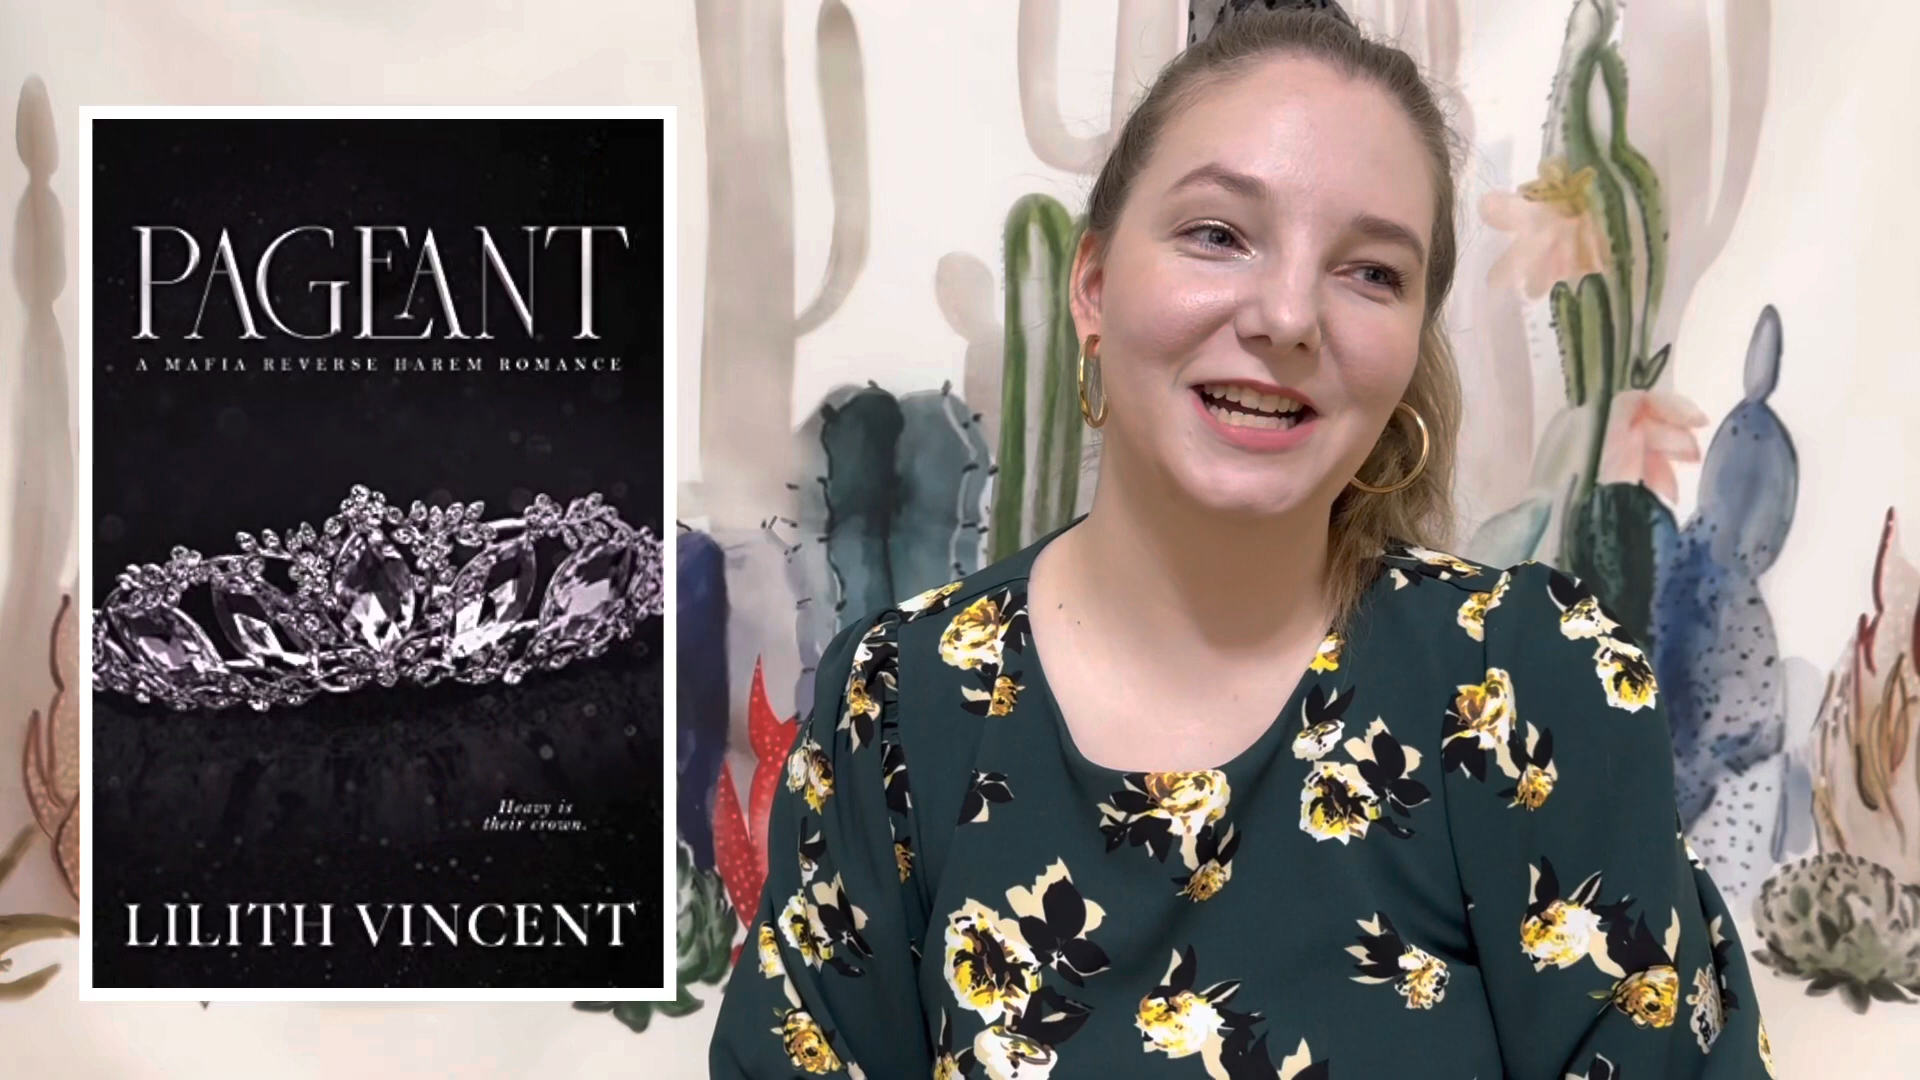 PAGEANT
A MAFIA REVERSE HAREM ROMANCE
Heavy is
their crown.
LILITH VINCENT